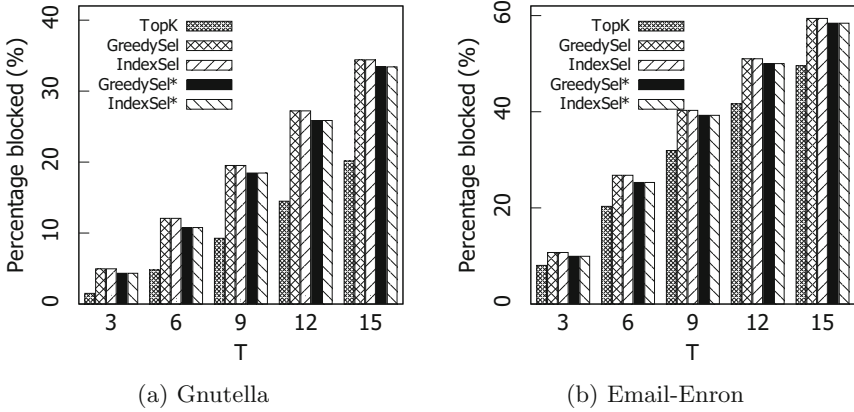 Percentage blocked (%)
0
10
20
30
40
TopK
GreedySel
IndexSel
GreedySel*
IndexSel*
3 6 9 12 15
T
(a) Gnutella
Percentage blocked (%)
0
20
40
60
TopK
GreedySel
IndexSel
GreedySel*
IndexSel*
3 6 9 12 15
T
(b) Email-Enron